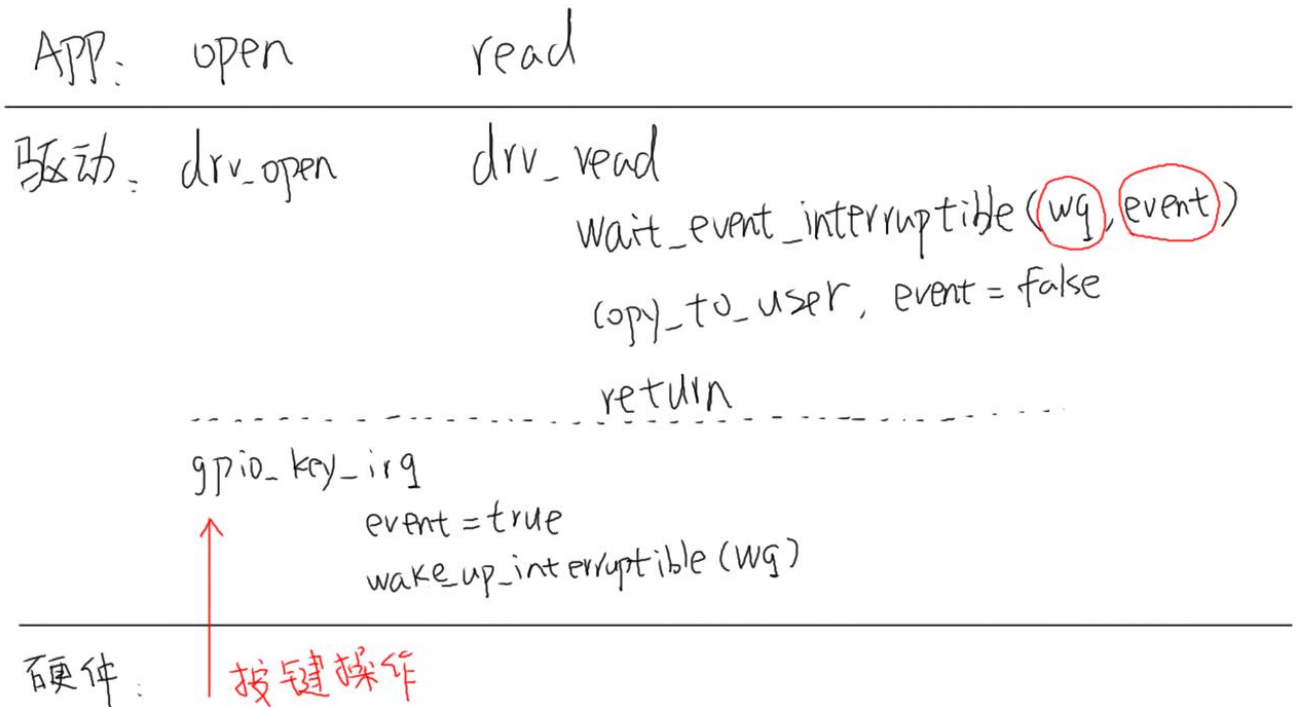 APP: open read
驱动: drv_open drv_read
wait_event_interruptible (wq, event)
copy_to_user, event = false
return
gpio_key_irq
event = true
wake_up_interruptible (wq)
硬件: 按键操作